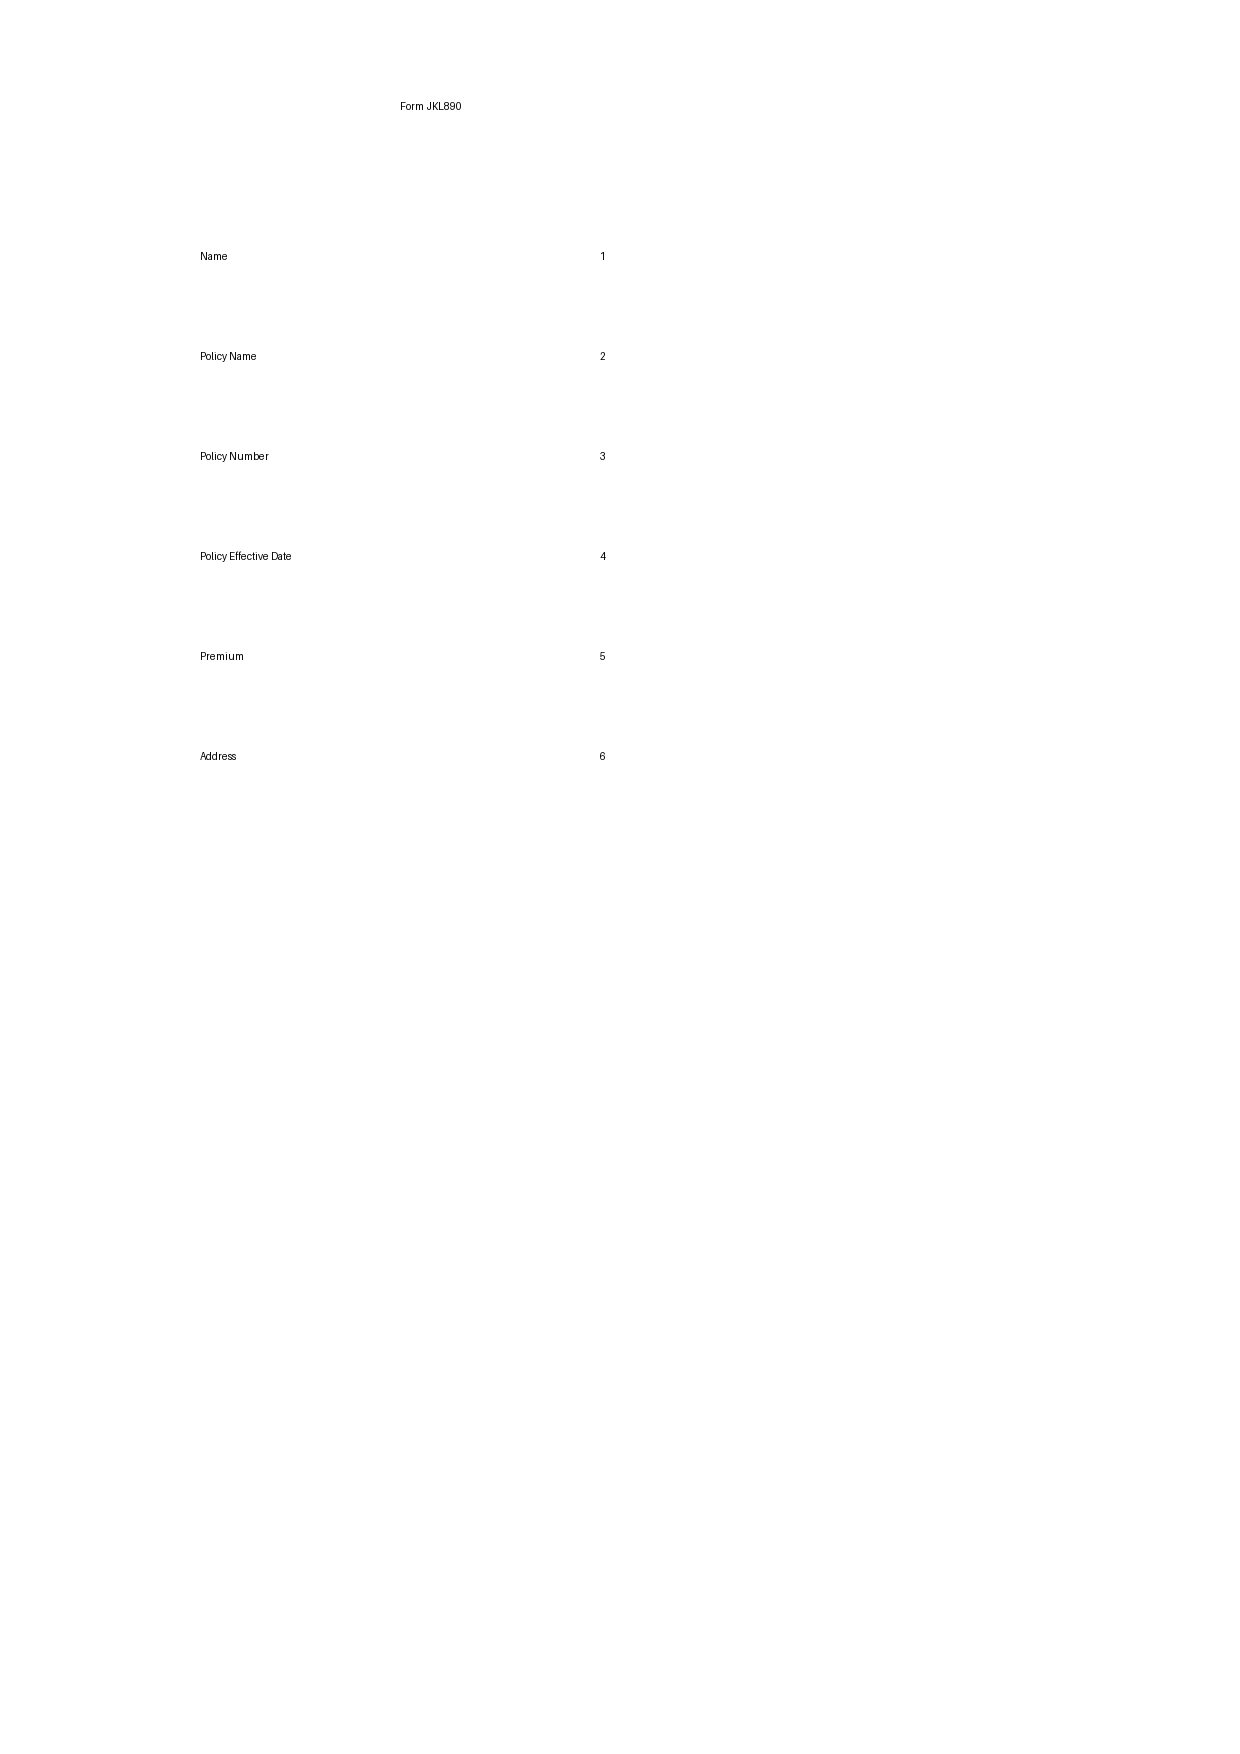 Form JKL890
Name 1
Policy Name 2
Policy Number 3
Policy Effective Date 4
Premium 5
Address 6